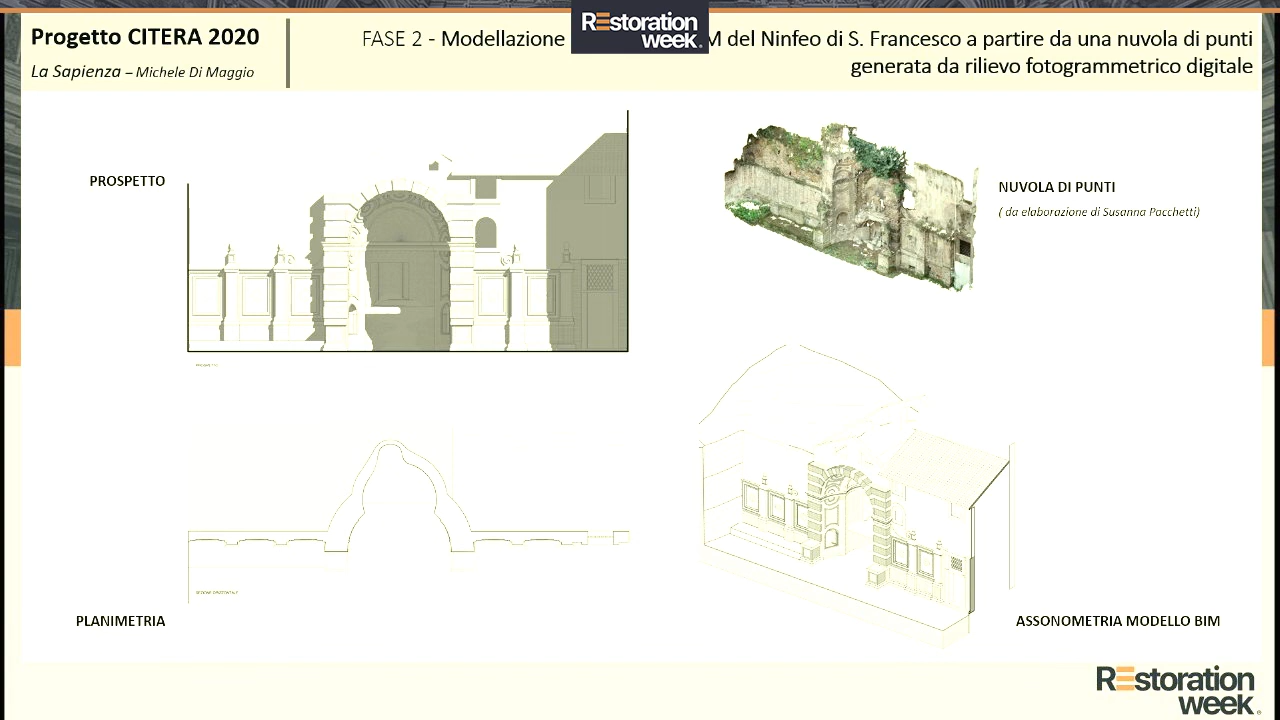 Progetto CITERA 2020
La Sapienza – Michele Di Maggio
REstoration
week®
FASE 2 - Modellazione M del Ninfeo di S. Francesco a partire da una nuvola di punti
generata da rilievo fotogrammetrico digitale
PROSPETTO
NUVOLA DI PUNTI
( da elaborazione di Susanna Pacchetti)
SEZIONE ORIZZONTALE
PLANIMETRIA
ASSONOMETRIA MODELLO BIM
REstoration
week®